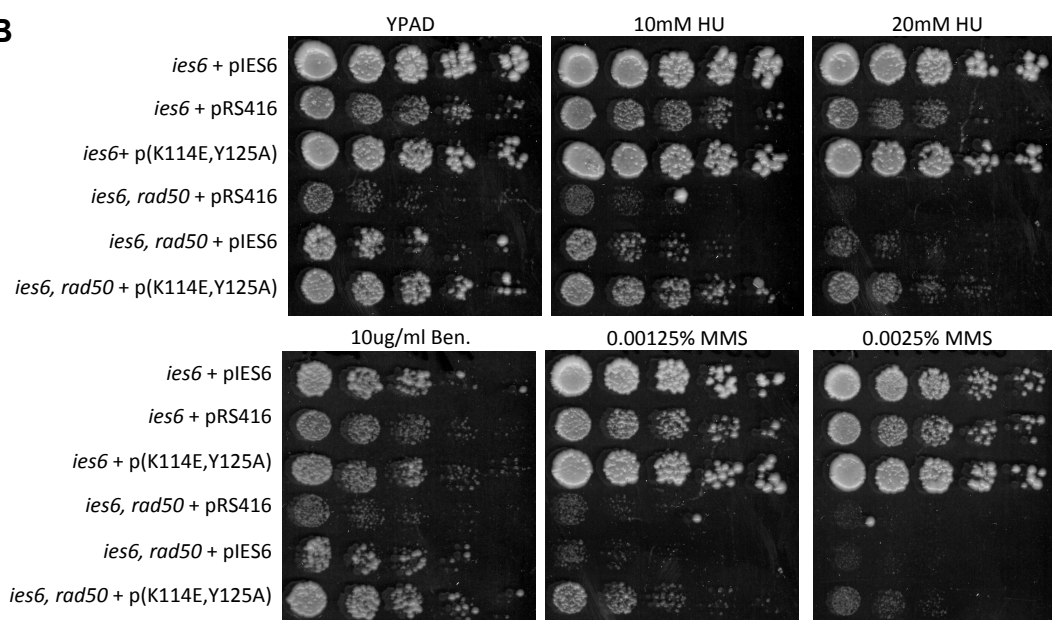 B
YPAD
10mM HU
20mM HU
ies6 + pIES6
ies6 + pRS416
ies6+ p(K114E,Y125A)
ies6, rad50 + pRS416
ies6, rad50 + pIES6
ies6, rad50 + p(K114E,Y125A)
10ug/ml Ben.
0.00125% MMS
0.0025% MMS
ies6 + pIES6
ies6 + pRS416
ies6 + p(K114E,Y125A)
ies6, rad50 + pRS416
ies6, rad50 + pIES6
ies6, rad50 + p(K114E,Y125A)